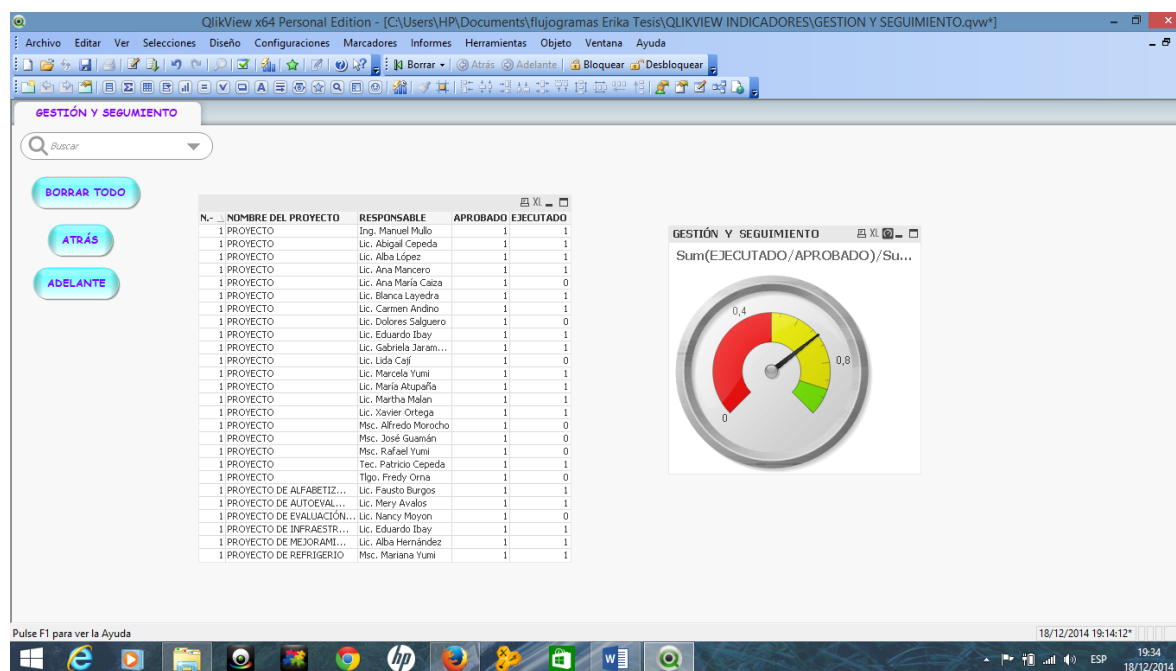 QlikView x64 Personal Edition - [C:\Users\HP\Documents\flujogramas Erika Tesis\QLIKVIEW INDICADORES\GESTION Y SEGUIMIENTO.qvw*]
Archivo Editar Ver Selecciones Diseño Configuraciones Marcadores Informes Herramientas Objeto Ventana Ayuda
Borrar Atrás Adelante Bloquear Desbloquear
GESTIÓN Y SEGUMIENTO
Buscar
BORRAR TODO
ATRÁS
ADELANTE
XL
N.- NOMBRE DEL PROYECTO RESPONSABLE APROBADO EJECUTADO
1 PROYECTO Ing. Manuel Mullo 1 1
1 PROYECTO Lic. Abigail Cepeda 1 1
1 PROYECTO Lic. Alba López 1 1
1 PROYECTO Lic. Ana Mancero 1 1
1 PROYECTO Lic. Ana María Caiza 1 0
1 PROYECTO Lic. Blanca Layedra 1 1
1 PROYECTO Lic. Carmen Andino 1 1
1 PROYECTO Lic. Dolores Salguero 1 0
1 PROYECTO Lic. Eduardo Ibay 1 1
1 PROYECTO Lic. Gabriela Jaram... 1 1
1 PROYECTO Lic. Lida Cají 1 0
1 PROYECTO Lic. Marcela Yumi 1 1
1 PROYECTO Lic. María Atupaña 1 1
1 PROYECTO Lic. Martha Malan 1 1
1 PROYECTO Lic. Xavier Ortega 1 1
1 PROYECTO Msc. Alfredo Morocho 1 0
1 PROYECTO Msc. José Guamán 1 0
1 PROYECTO Msc. Rafael Yumi 1 0
1 PROYECTO Tec. Patricio Cepeda 1 1
1 PROYECTO Tlgo. Fredy Orna 1 0
1 PROYECTO DE ALFABETIZ... Lic. Fausto Burgos 1 1
1 PROYECTO DE AUTOEVAL... Lic. Mery Avalos 1 1
1 PROYECTO DE EVALUACIÓN... Lic. Nancy Moyon 1 0
1 PROYECTO DE INFRAESTR... Lic. Eduardo Ibay 1 1
1 PROYECTO DE MEJORAMI... Lic. Alba Hernández 1 1
1 PROYECTO DE REFRIGERIO Msc. Mariana Yumi 1 1
GESTIÓN Y SEGUIMIENTO XL
Sum(EJECUTADO/APROBADO)/Su...
0,4
0,8
0
Pulse F1 para ver la Ayuda
18/12/2014 19:14:12*
hp
ESP
19:34
18/12/2014